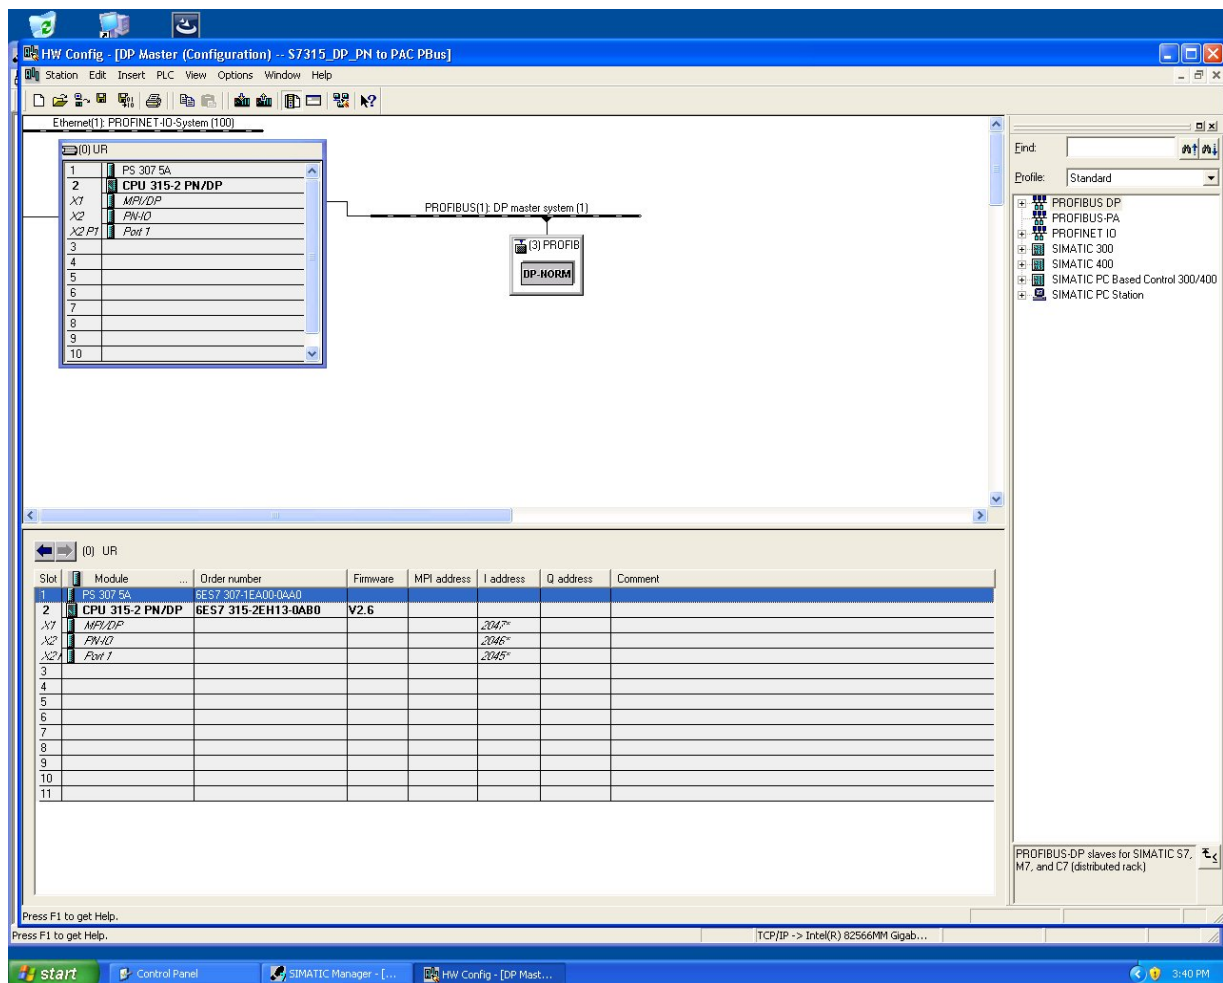 HW Config - [DP Master (Configuration) -- S7315_DP_PN to PAC PBus]
Station Edit Insert PLC View Options Window Help
Ethernet(1): PROFINET-IO-System (100)
(0) UR
1 PS 307 5A
2 CPU 315-2 PN/DP
X1 MPI/DP
X2 PN-IO
X2 P1 Port 1
3
4
5
6
7
8
9
10
PROFIBUS(1): DP master system (1)
(3) PROFIB
DP-NORM
Find:
Profile: Standard
PROFIBUS DP
PROFIBUS-PA
PROFINET IO
SIMATIC 300
SIMATIC 400
SIMATIC PC Based Control 300/400
SIMATIC PC Station
(0) UR
Slot Module ... Order number Firmware MPI address I address Q address Comment
1 PS 307 5A 6ES7 307-1EA00-0AA0
2 CPU 315-2 PN/DP 6ES7 315-2EH13-0AB0 V2.6
X1 MPI/DP 2047*
X2 PN-IO 2046*
X2 Port 1 2045*
3
4
5
6
7
8
9
10
11
PROFIBUS-DP slaves for SIMATIC S7,
M7, and C7 (distributed rack)
Press F1 to get Help.
Press F1 to get Help.
TCP/IP -> Intel(R) 82566MM Gigab...
start Control Panel SIMATIC Manager - [... HW Config - [DP Mast... 3:40 PM